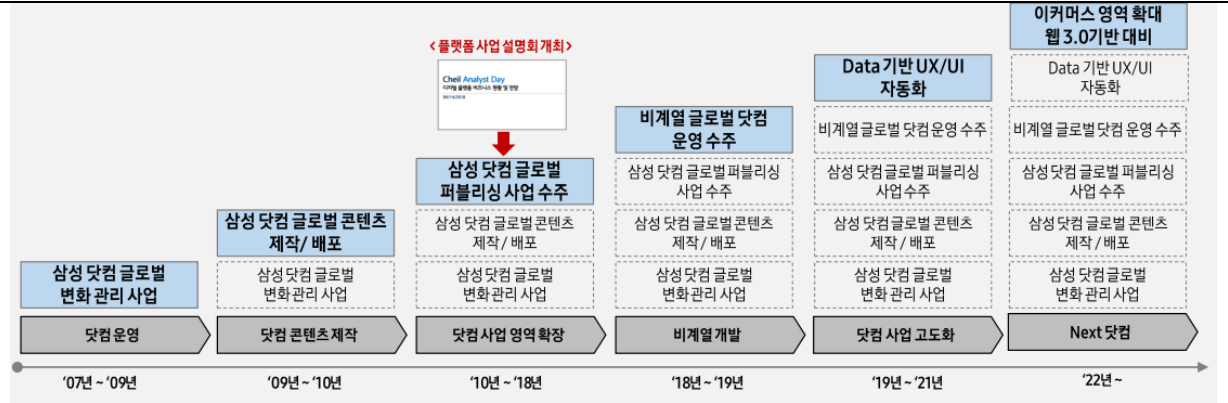 이커머스 영역 확대
웹 3.0기반 대비
<플랫폼 사업 설명회 개최>
Cheil Analyst Day
디지털 플랫폼 비즈니스 현황 및 전망
Data 기반 UX/UI
자동화
Data 기반 UX/UI
자동화
비계열 글로벌 닷컴
운영 수주
비계열 글로벌 닷컴 운영 수주
비계열 글로벌 닷컴 운영 수주
삼성 닷컴 글로벌
퍼블리싱 사업 수주
삼성 닷컴 글로벌 퍼블리싱
사업 수주
삼성 닷컴 글로벌 퍼블리싱
사업 수주
삼성 닷컴 글로벌 퍼블리싱
사업 수주
삼성 닷컴 글로벌 콘텐츠
제작/ 배포
삼성 닷컴 글로벌 콘텐츠
제작 / 배포
삼성 닷컴 글로벌 콘텐츠
제작 / 배포
삼성 닷컴 글로벌 콘텐츠
제작 / 배포
삼성 닷컴 글로벌 콘텐츠
제작 / 배포
삼성 닷컴 글로벌
변화 관리 사업
삼성 닷컴 글로벌
변화 관리 사업
삼성 닷컴 글로벌
변화 관리 사업
삼성 닷컴 글로벌
변화 관리 사업
삼성 닷컴 글로벌
변화 관리 사업
삼성 닷컴 글로벌
변화 관리 사업
닷컴 운영
닷컴 콘텐츠 제작
닷컴 사업 영역 확장
비계열 개발
닷컴 사업 고도화
Next 닷컴
‘07년 ~ ‘09년
‘09년 ~ ‘10년
‘10년 ~ ‘18년
‘18년 ~ ‘19년
‘19년 ~ ‘21년
‘22년 ~